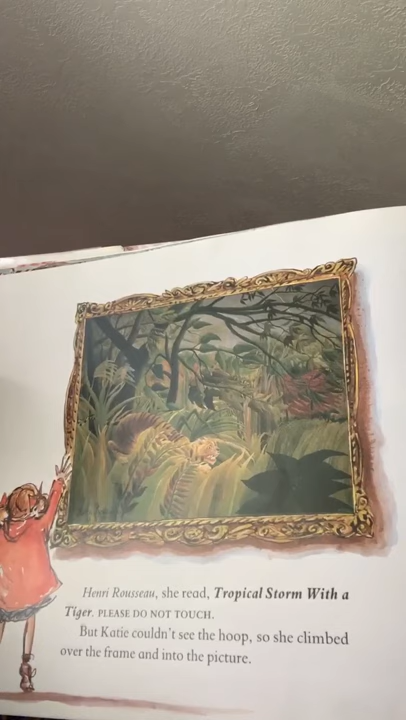 Henri Rousseau, she read, Tropical Storm With a
Tiger. PLEASE DO NOT TOUCH.
But Katie couldn't see the hoop, so she climbed
over the frame and into the picture.